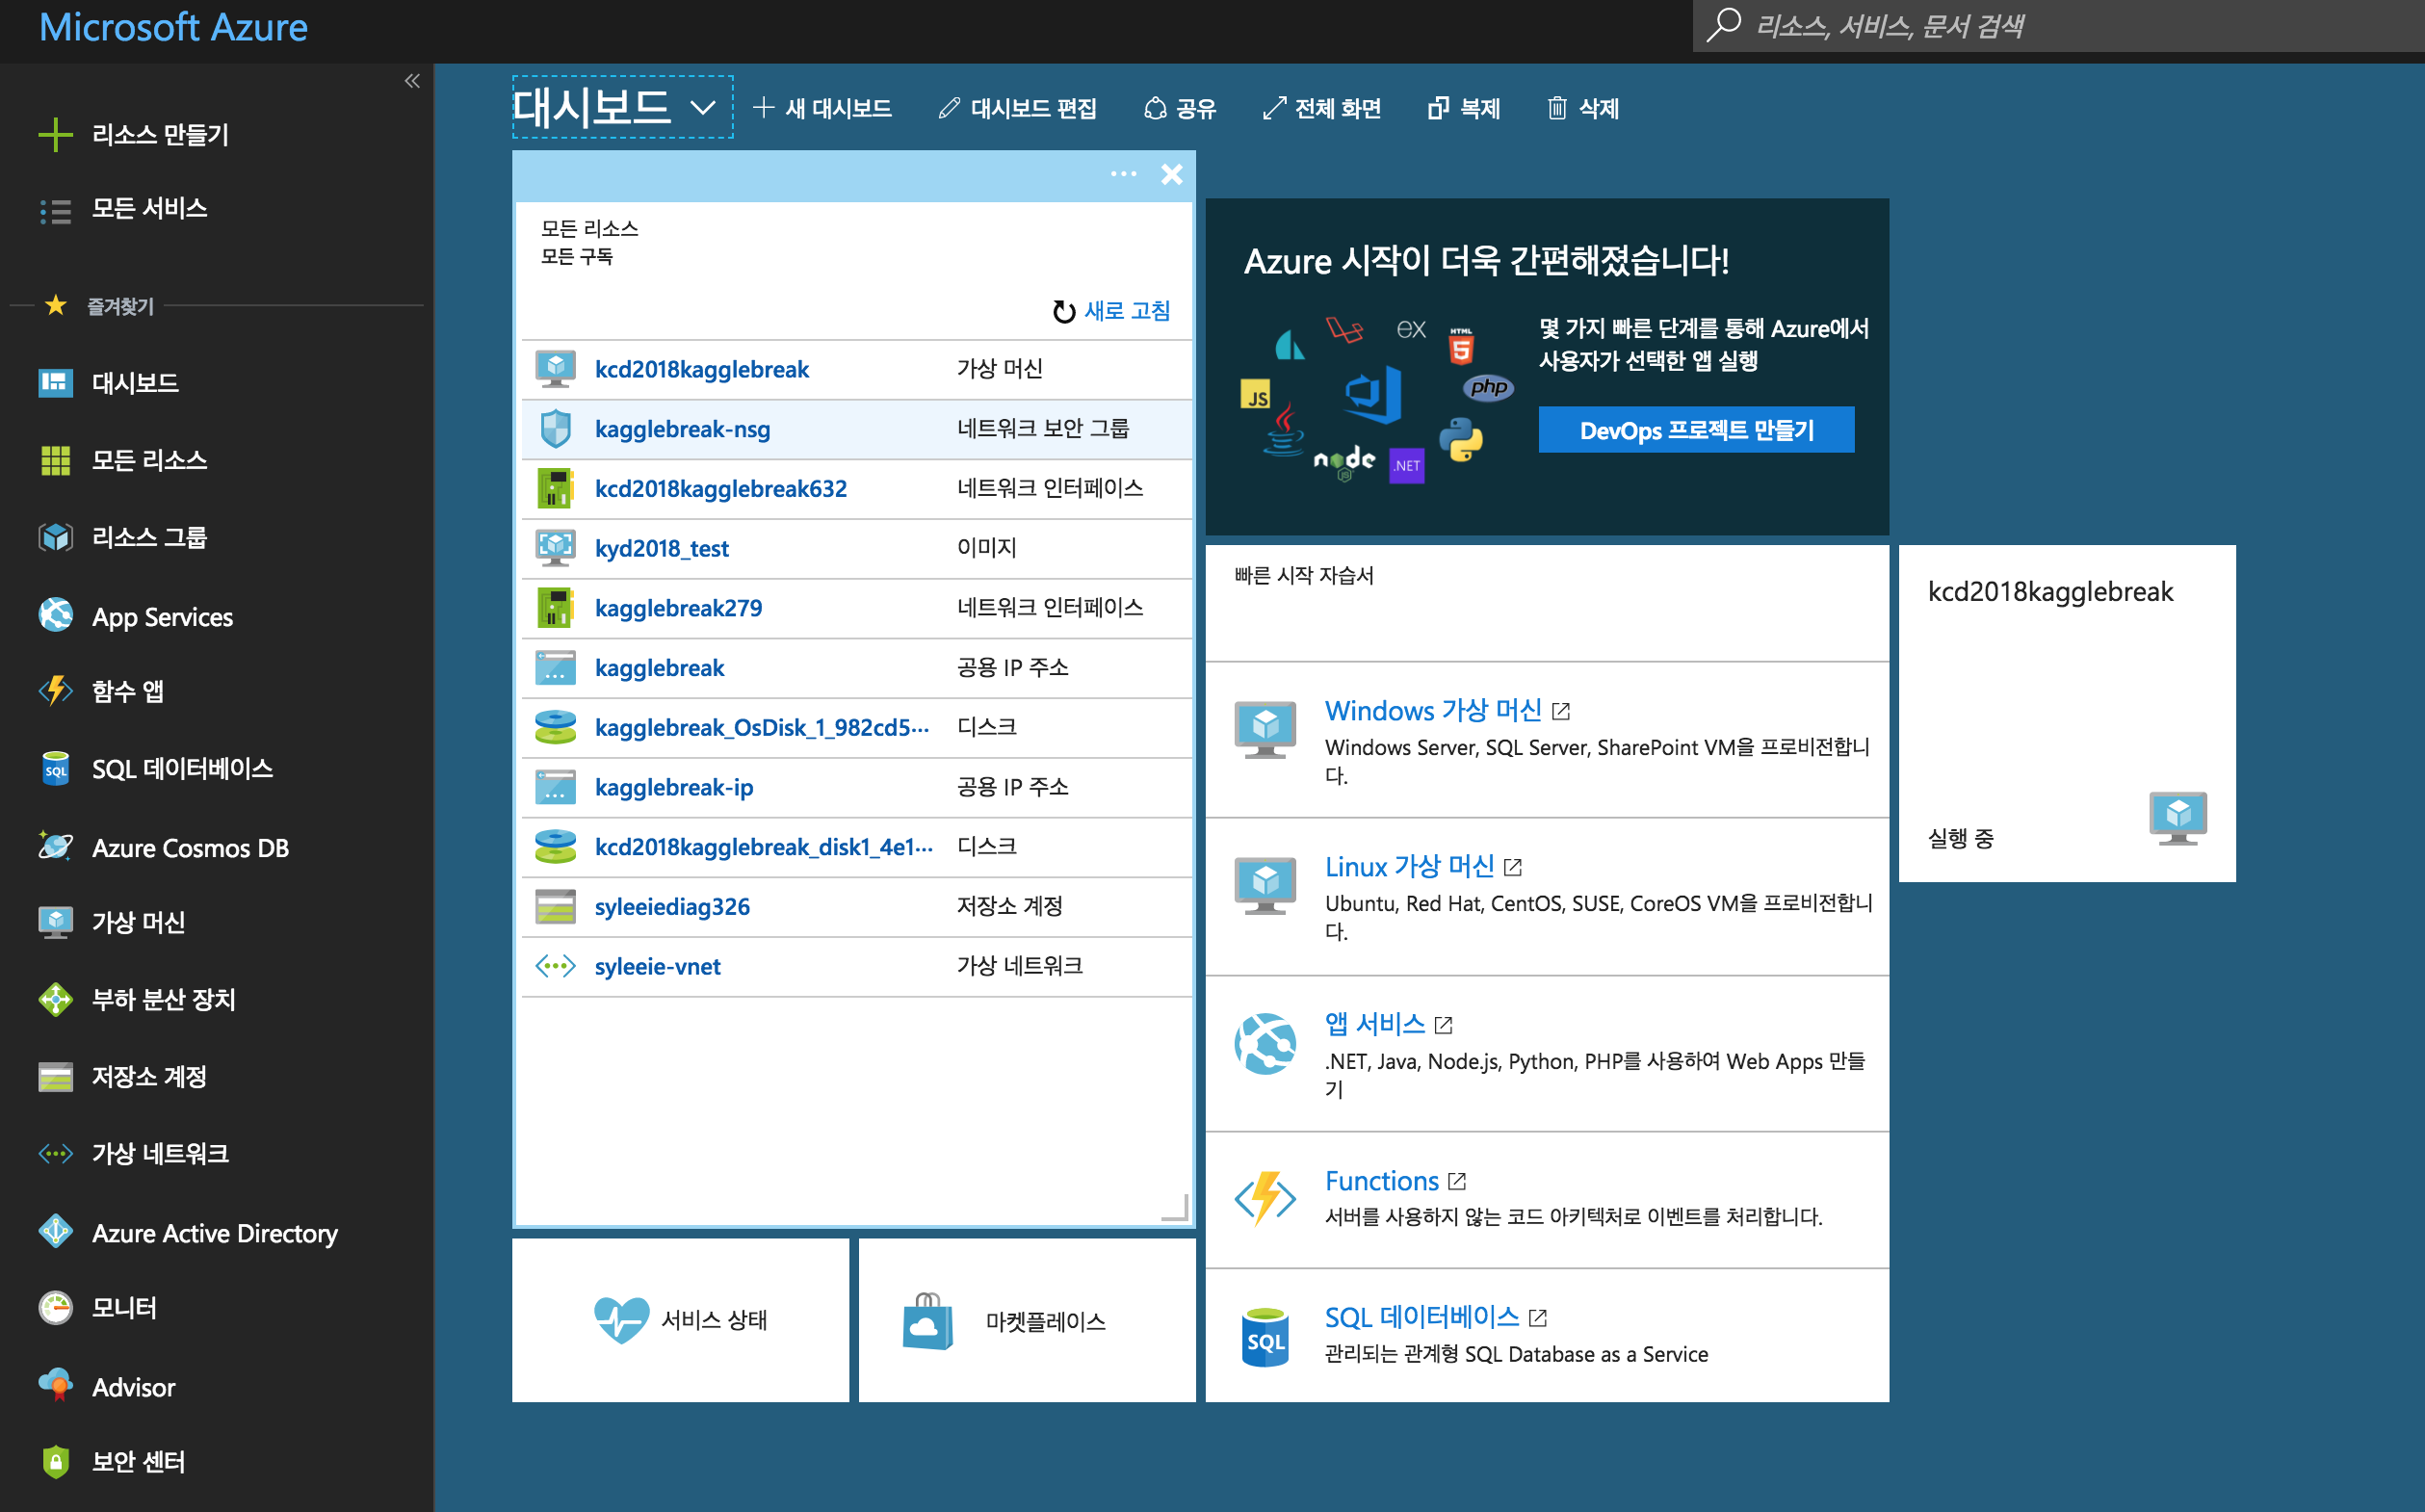 Microsoft Azure
리소스, 서비스, 문서 검색
리소스 만들기
모든 서비스
즐겨찾기
대시보드
모든 리소스
리소스 그룹
App Services
함수 앱
SQL 데이터베이스
Azure Cosmos DB
가상 머신
부하 분산 장치
저장소 계정
가상 네트워크
Azure Active Directory
모니터
Advisor
보안 센터
대시보드
새 대시보드
대시보드 편집
공유
전체 화면
복제
삭제
모든 리소스
모든 구독
새로 고침
kcd2018kagglebreak 가상 머신
kagglebreak-nsg 네트워크 보안 그룹
kcd2018kagglebreak632 네트워크 인터페이스
kyd2018_test 이미지
kagglebreak279 네트워크 인터페이스
kagglebreak 공용 IP 주소
kagglebreak_OsDisk_1_982cd5... 디스크
kagglebreak-ip 공용 IP 주소
kcd2018kagglebreak_disk1_4e1... 디스크
syleeiediag326 저장소 계정
syleeie-vnet 가상 네트워크
서비스 상태
마켓플레이스
Azure 시작이 더욱 간편해졌습니다!
ex
HTML
5
JS
php
node
JS
.NET
몇 가지 빠른 단계를 통해 Azure에서
사용자가 선택한 앱 실행
DevOps 프로젝트 만들기
빠른 시작 자습서
Windows 가상 머신
Windows Server, SQL Server, SharePoint VM을 프로비전합니
다.
Linux 가상 머신
Ubuntu, Red Hat, CentOS, SUSE, CoreOS VM을 프로비전합니
다.
앱 서비스
.NET, Java, Node.js, Python, PHP를 사용하여 Web Apps 만들
기
Functions
서버를 사용하지 않는 코드 아키텍처로 이벤트를 처리합니다.
SQL
SQL 데이터베이스
관리되는 관계형 SQL Database as a Service
kcd2018kagglebreak
실행 중